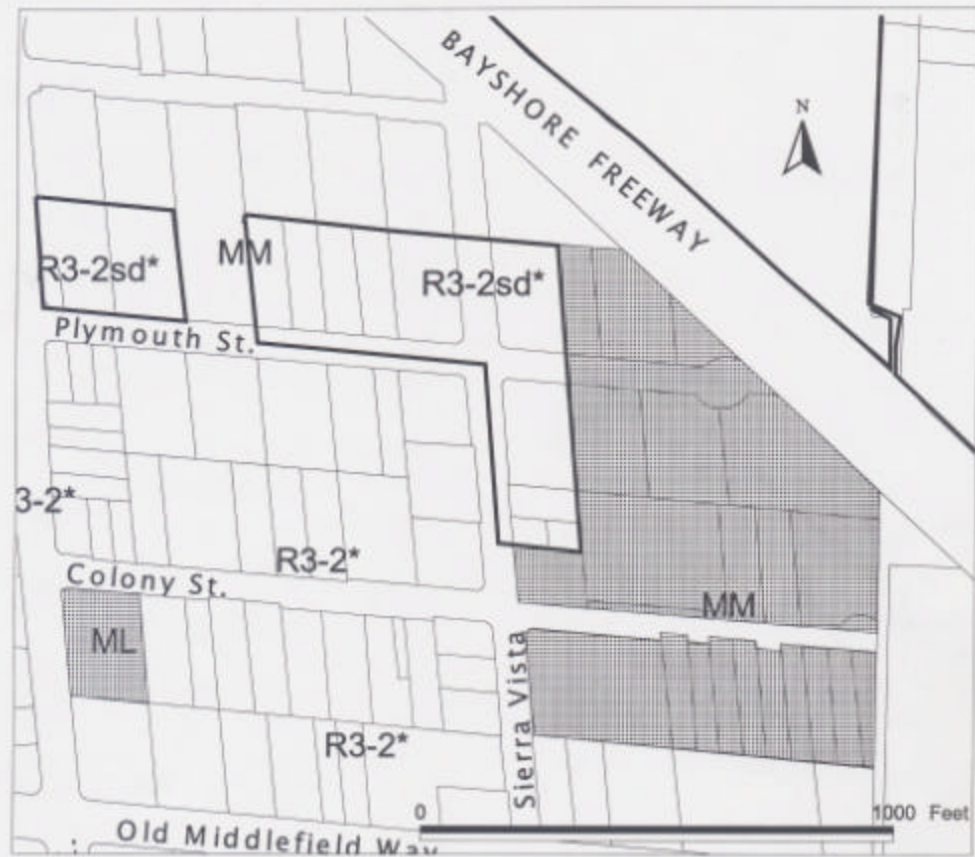 BAYSHORE FREEWAY
N
R3-2sd*
MM
R3-2sd*
Plymouth St.
3-2*
R3-2*
Colony St.
MM
ML
Sierra Vista
R3-2*
0
1000 Feet
Old Middlefield Way